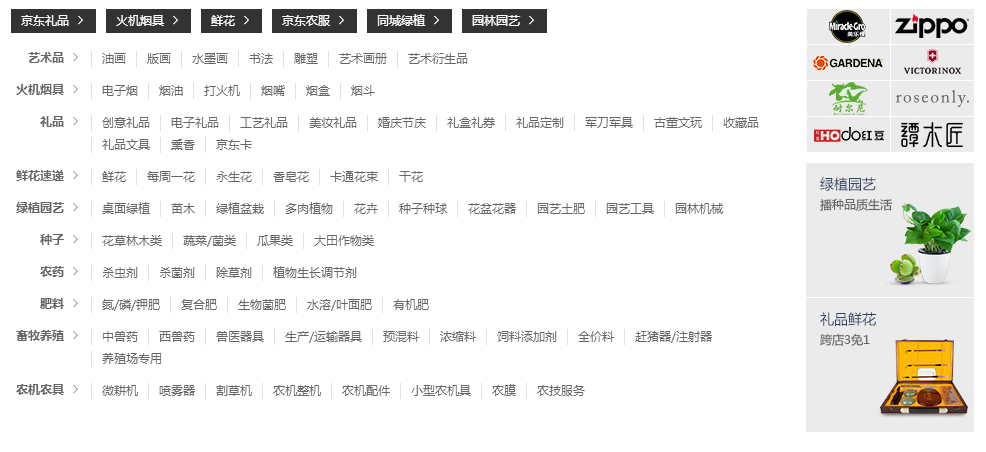 京东礼品 火机烟具 鲜花 京东农服 同城绿植 园林园艺
艺术品 油画 版画 水墨画 书法 雕塑 艺术画册 艺术衍生品
火机烟具 电子烟 烟油 打火机 烟嘴 烟盒 烟斗
礼品 创意礼品 电子礼品 工艺礼品 美妆礼品 婚庆节庆 礼盒礼券 礼品定制 军刀军具 古董文玩 收藏品
礼品文具 熏香 京东卡
鲜花速递 鲜花 每周一花 永生花 香皂花 卡通花束 干花
绿植园艺 桌面绿植 苗木 绿植盆栽 多肉植物 花卉 种子种球 花盆花器 园艺土肥 园艺工具 园林机械
种子 花草林木类 蔬菜/菌类 瓜果类 大田作物类
农药 杀虫剂 杀菌剂 除草剂 植物生长调节剂
肥料 氮/磷/钾肥 复合肥 生物菌肥 水溶/叶面肥 有机肥
畜牧养殖 中兽药 西兽药 兽医器具 生产/运输器具 预混料 浓缩料 饲料添加剂 全价料 赶猪器/注射器
养殖场专用
农机农具 微耕机 喷雾器 割草机 农机整机 农机配件 小型农机具 农膜 农技服务
Miracle-Gro 美乐棵 ZIPPO
GARDENA VICTORINOX
耐尔尼 roseonly.
HOdo红豆 譚木匠
绿植园艺
播种品质生活
礼品鲜花
跨店3免1